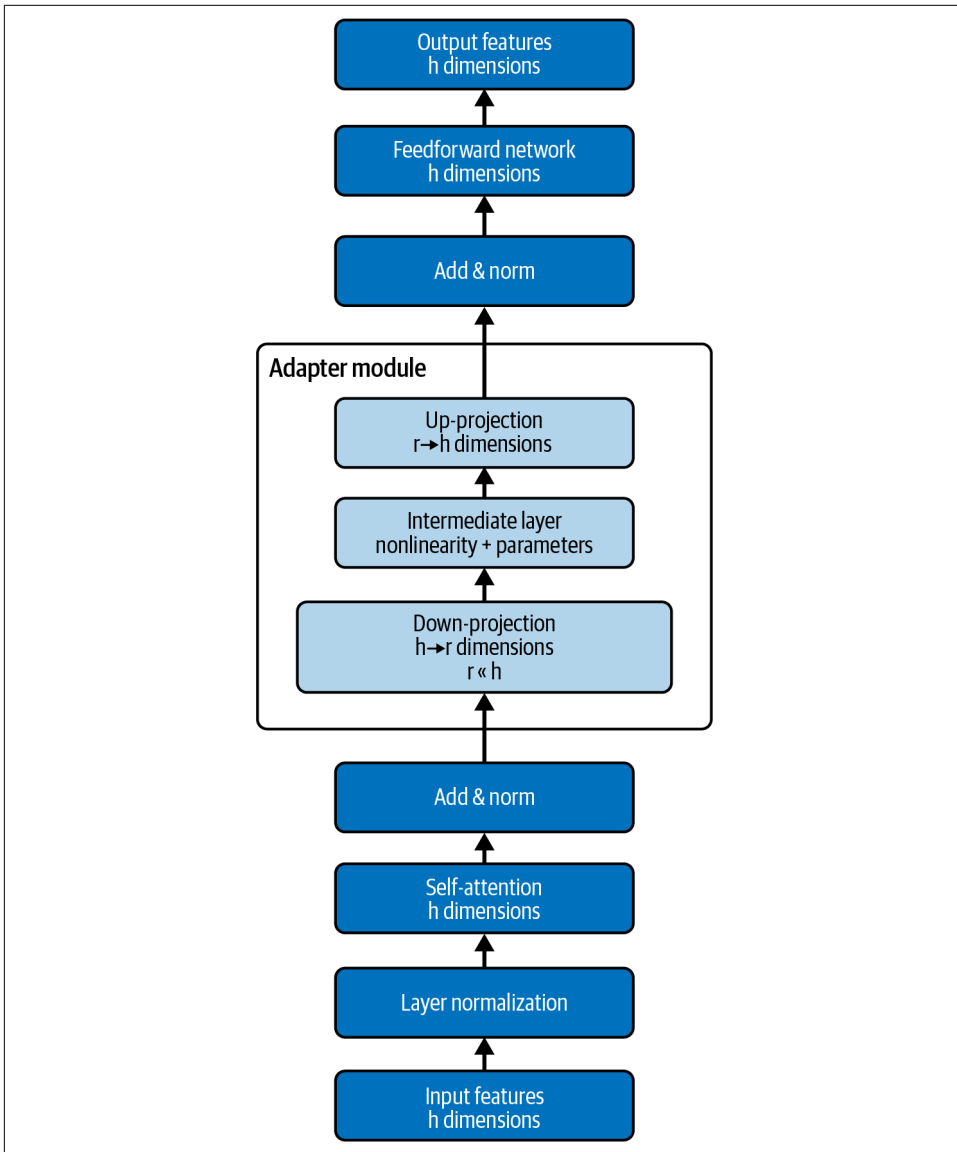 Output features
h dimensions
Feedforward network
h dimensions
Add & norm
Adapter module
Up-projection
r→h dimensions
Intermediate layer
nonlinearity + parameters
Down-projection
h→r dimensions
r « h
Add & norm
Self-attention
h dimensions
Layer normalization
Input features
h dimensions